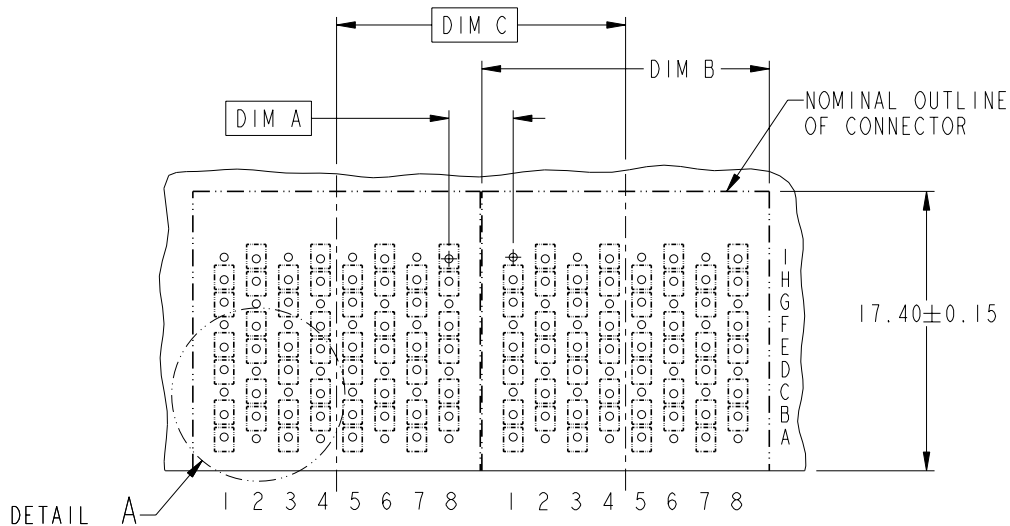 DIM C
DIM B
DIM A
NOMINAL OUTLINE
OF CONNECTOR
I
H
G
F
E
D
C
B
A
17.40±0.15
DETAIL A
1 2 3 4 5 6 7 8 1 2 3 4 5 6 7 8